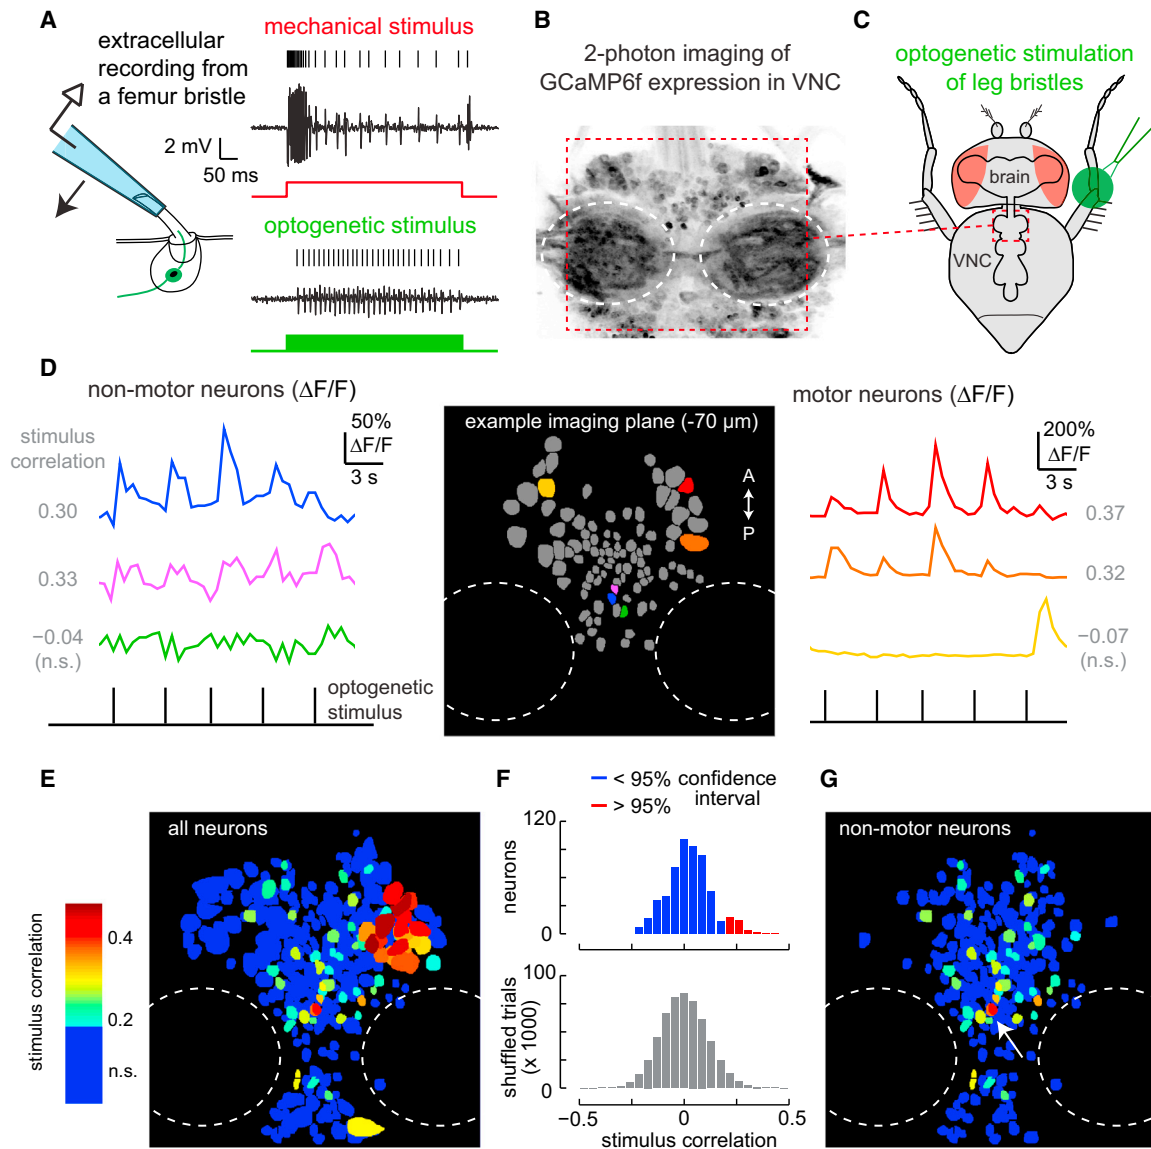 A
extracellular
recording from
a femur bristle
mechanical stimulus
2 mV
50 ms
optogenetic stimulus
B
2-photon imaging of
GCaMP6f expression in VNC
C
optogenetic stimulation
of leg bristles
brain
VNC
D
non-motor neurons (ΔF/F)
stimulus
correlation
50%
ΔF/F
3 s
0.30
0.33
−0.04
(n.s.)
optogenetic
stimulus
example imaging plane (-70 μm)
A
P
motor neurons (ΔF/F)
200%
ΔF/F
3 s
0.37
0.32
−0.07
(n.s.)
E
all neurons
stimulus correlation
0.4
0.2
n.s.
F
< 95% confidence
> 95% interval
120
neurons
0
100
shuffled trials
(x 1000)
0
−0.5 0 0.5
stimulus correlation
G
non-motor neurons